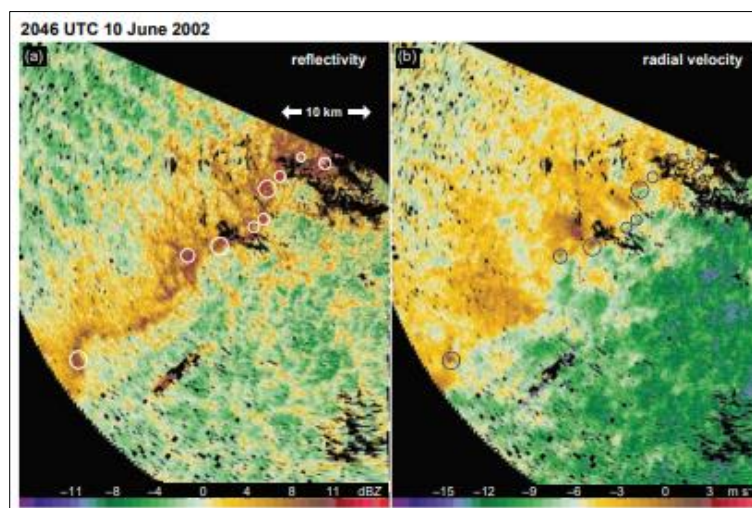 2046 UTC 10 June 2002
(a) reflectivity
(b) radial velocity
10 km
−11 −8 −4 0 4 8 11 dBZ
−15 −12 −9 −6 −3 0 3 m s